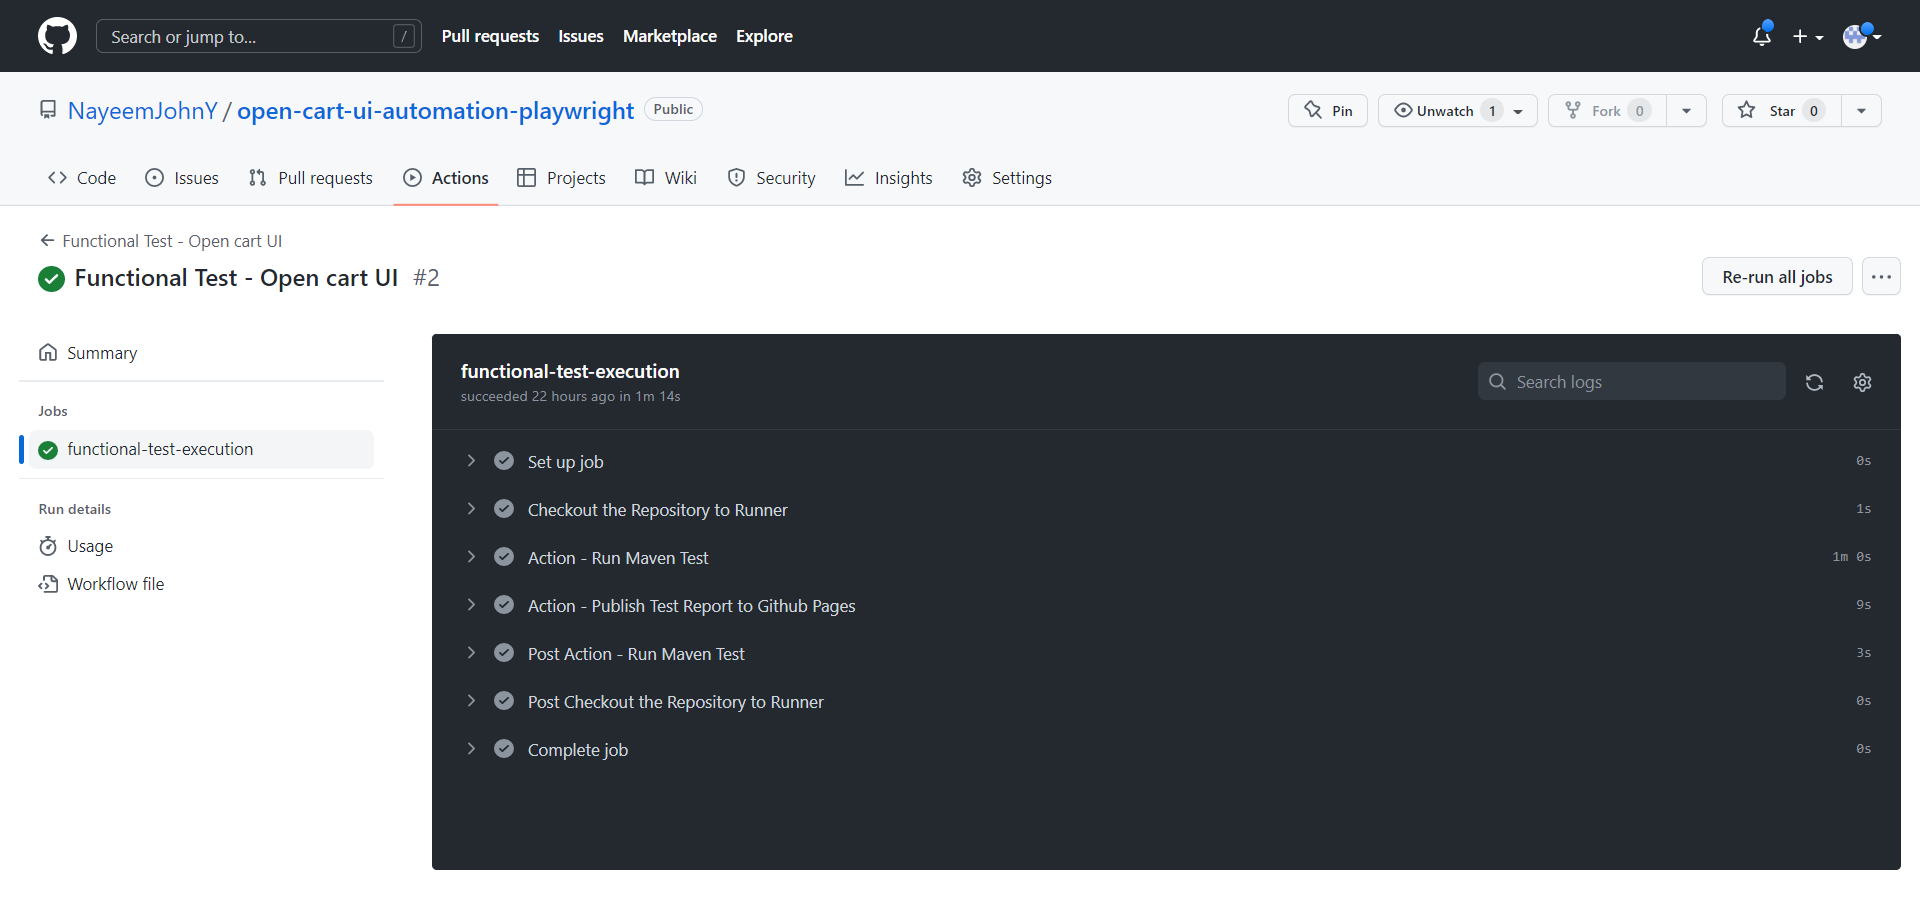 Search or jump to... /
Pull requests Issues Marketplace Explore
NayeemJohnY / open-cart-ui-automation-playwright Public
Pin Unwatch 1 Fork 0 Star 0
Code Issues Pull requests Actions Projects Wiki Security Insights Settings
Functional Test - Open cart UI
Functional Test - Open cart UI #2
Re-run all jobs
Summary
Jobs
functional-test-execution
Run details
Usage
Workflow file
functional-test-execution
succeeded 22 hours ago in 1m 14s
Search logs
Set up job 0s
Checkout the Repository to Runner 1s
Action - Run Maven Test 1m 0s
Action - Publish Test Report to Github Pages 9s
Post Action - Run Maven Test 3s
Post Checkout the Repository to Runner 0s
Complete job 0s